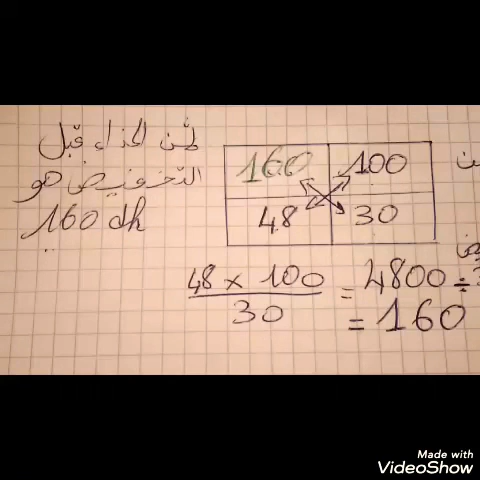 ثمن الحذاء قبل
التخفيض هو
160 dh
160 100
48 30
48 x 100 / 30 = 4800 ÷
= 160
Made with
VideoShow